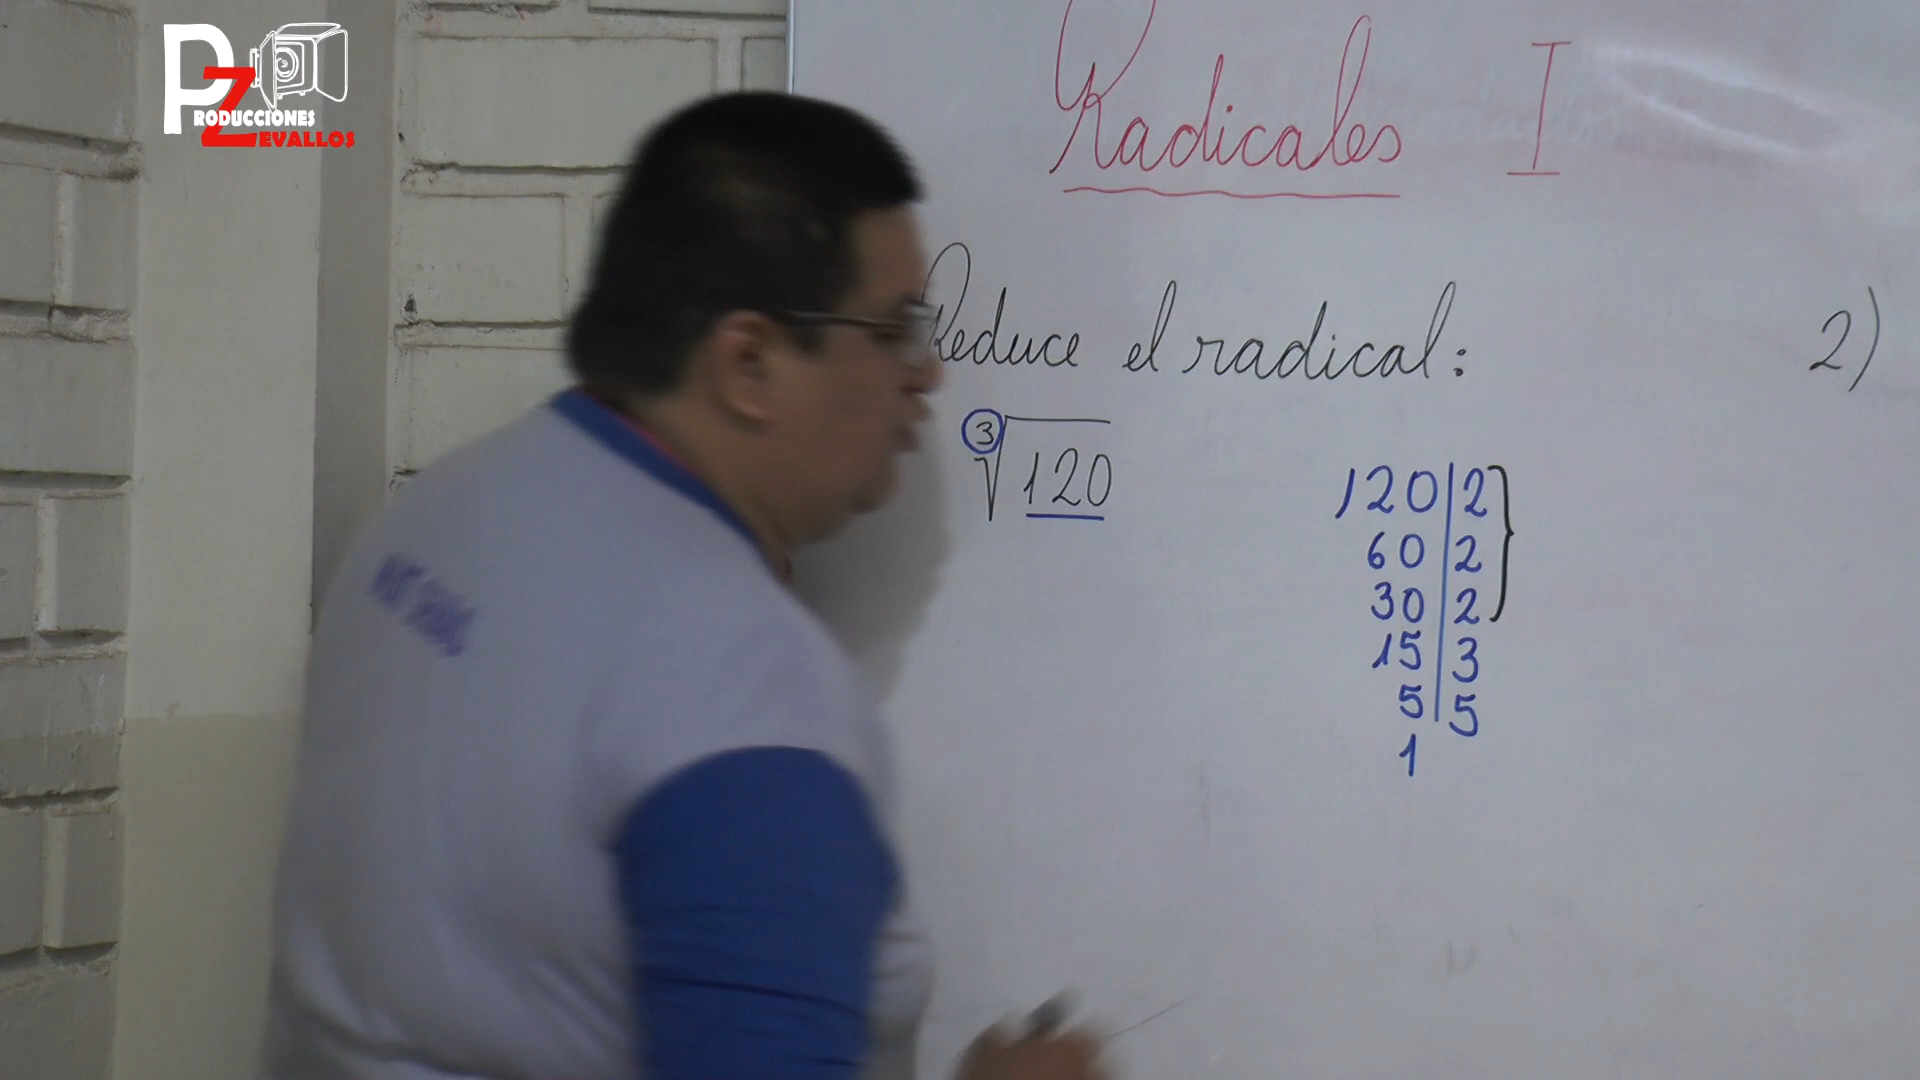 PRODUCCIONES
ZEVALLOS
Radicales I
Reduce el radical:
2)
³√120
120|2
60|2
30|2
15|3
5|5
1